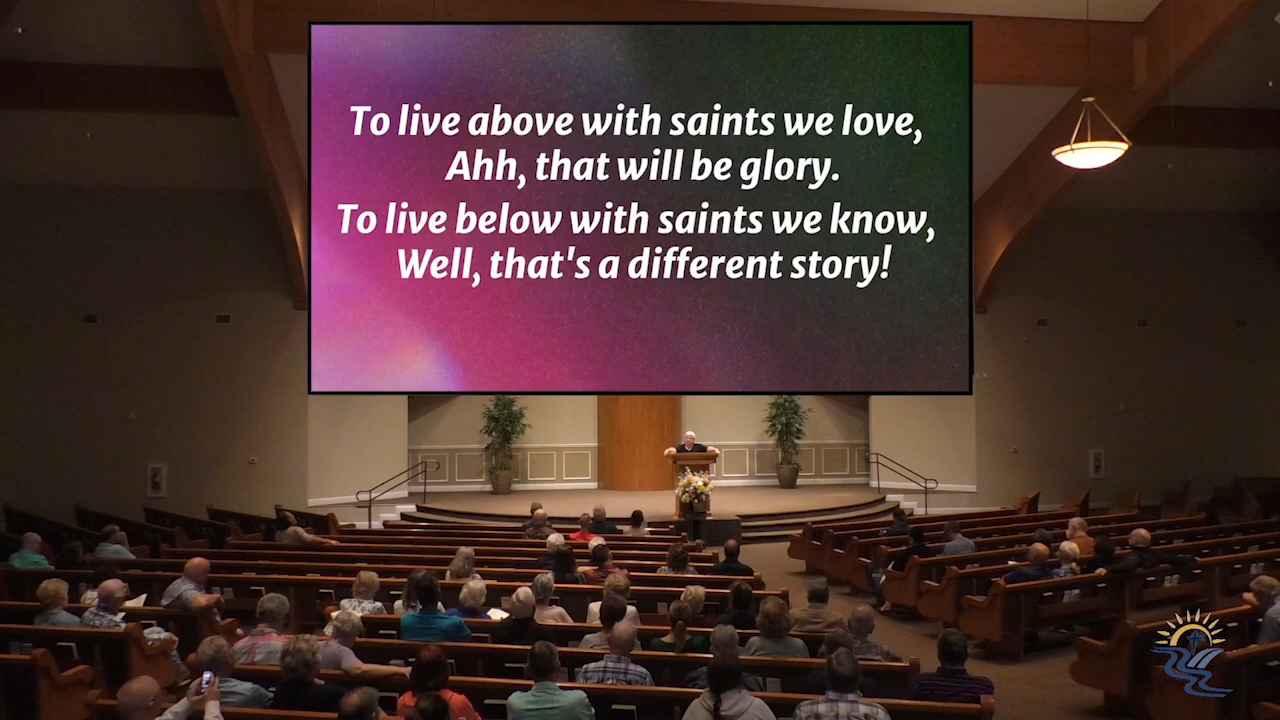 To live above with saints we love,
Ahh, that will be glory.
To live below with saints we know,
Well, that's a different story!